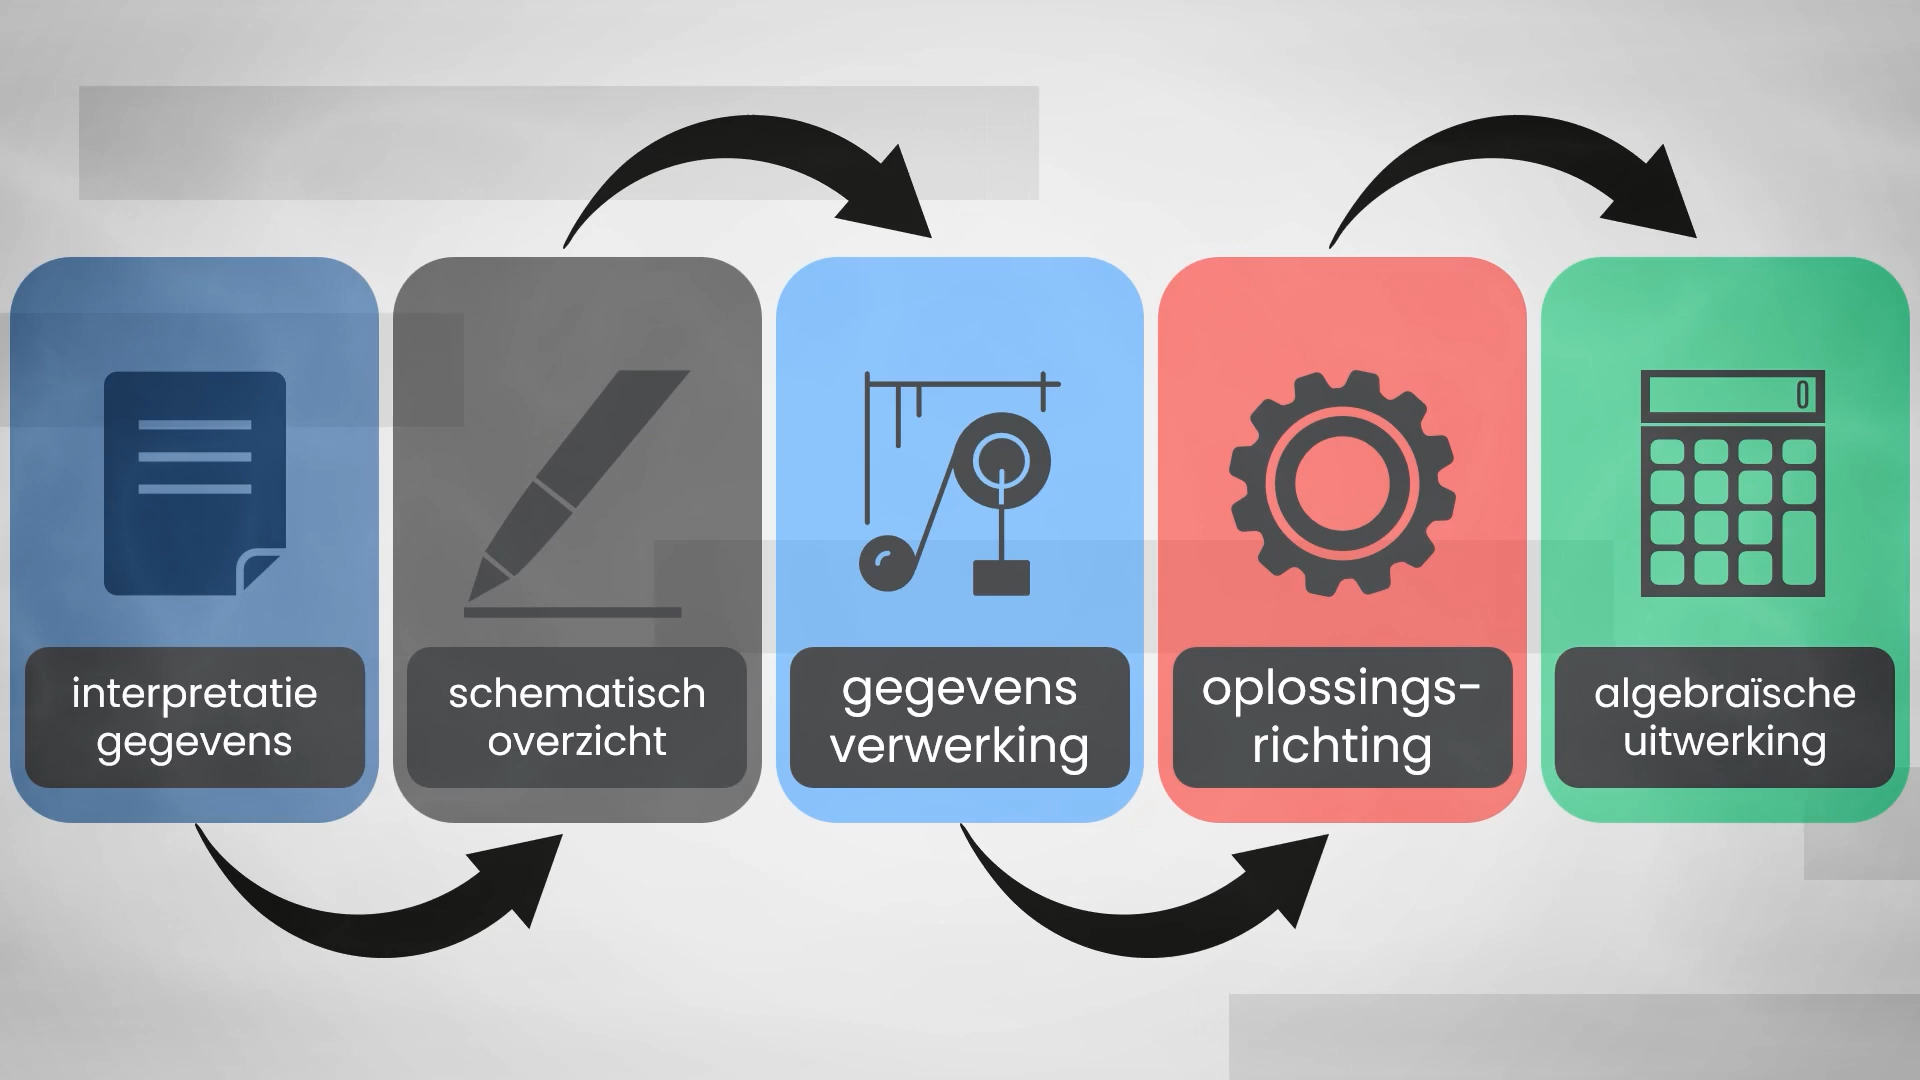 interpretatie
gegevens
schematisch
overzicht
gegevens
verwerking
oplossings-
richting
0
algebraïsche
uitwerking